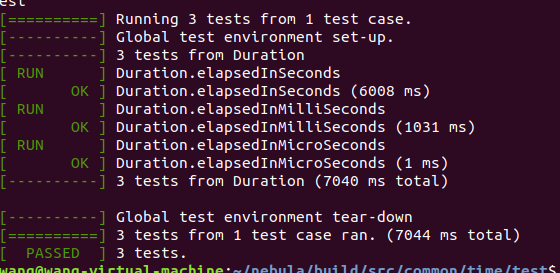 est
[==========] Running 3 tests from 1 test case.
[----------] Global test environment set-up.
[----------] 3 tests from Duration
[ RUN      ] Duration.elapsedInSeconds
[       OK ] Duration.elapsedInSeconds (6008 ms)
[ RUN      ] Duration.elapsedInMilliSeconds
[       OK ] Duration.elapsedInMilliSeconds (1031 ms)
[ RUN      ] Duration.elapsedInMicroSeconds
[       OK ] Duration.elapsedInMicroSeconds (1 ms)
[----------] 3 tests from Duration (7040 ms total)
[----------] Global test environment tear-down
[==========] 3 tests from 1 test case ran. (7044 ms total)
[  PASSED  ] 3 tests.
wang@wang-virtual-machine:~/nebula/build/src/common/time/test$